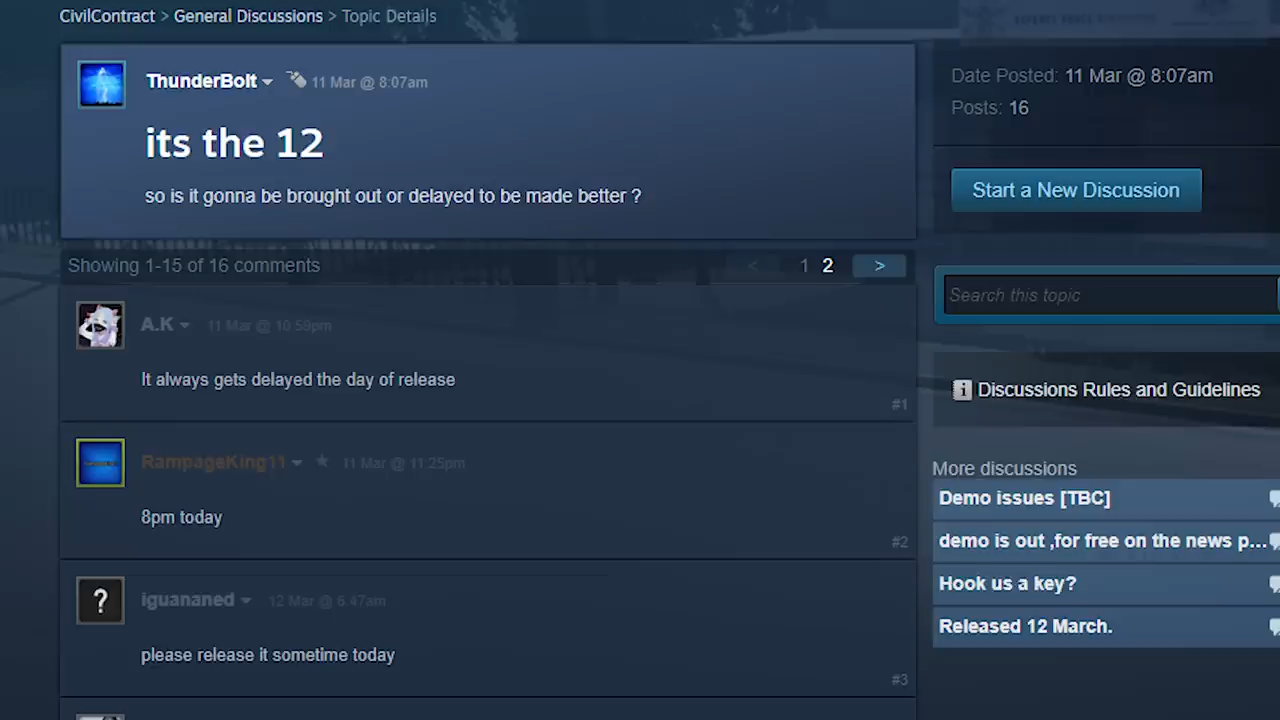 CivilContract > General Discussions > Topic Details
ThunderBolt 11 Mar @ 8:07am
its the 12
so is it gonna be brought out or delayed to be made better ?
Date Posted: 11 Mar @ 8:07am
Posts: 16
Start a New Discussion
Showing 1-15 of 16 comments
< 1 2 >
Search this topic
A.K 11 Mar @ 10:59pm
It always gets delayed the day of release
#1
Discussions Rules and Guidelines
RampageKing11 11 Mar @ 11:25pm
8pm today
#2
More discussions
Demo issues [TBC]
demo is out ,for free on the news p...
Hook us a key?
Released 12 March.
iguananed 12 Mar @ 6:47am
please release it sometime today
#3